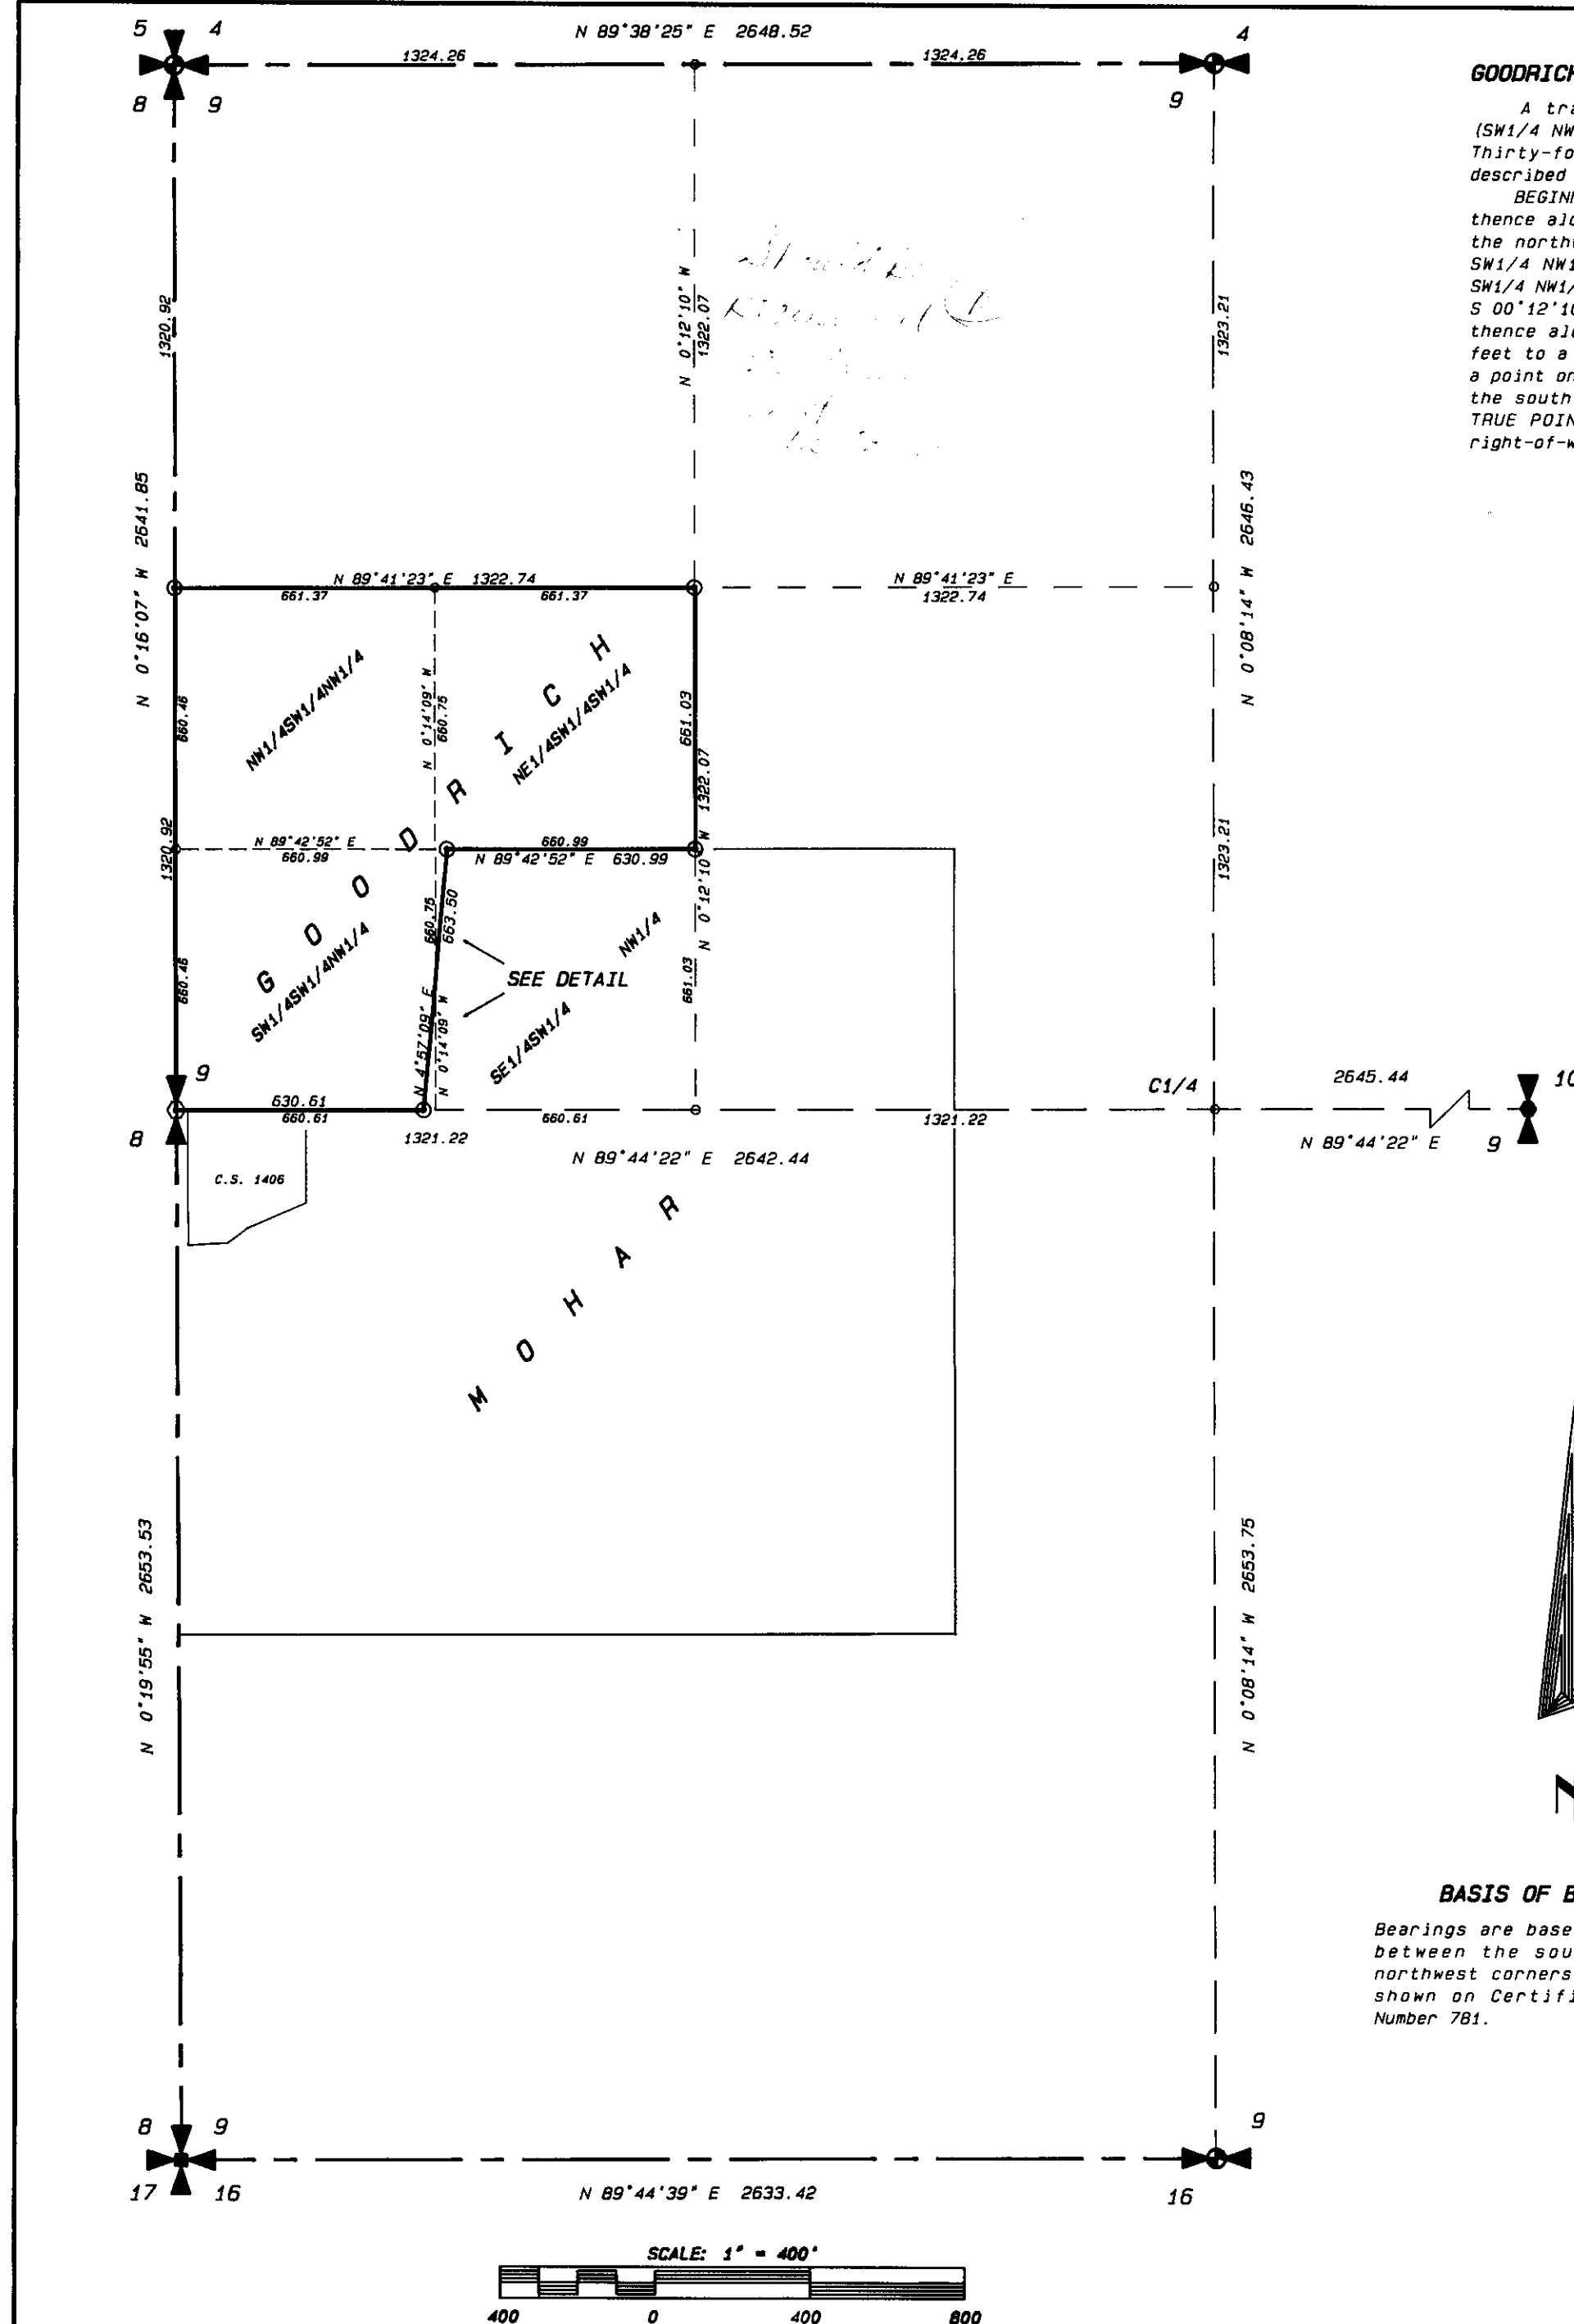 5 4
N 89°38'25" E 2648.52
4
1324.26
1324.26
8 9
9
GOODRICH
A tra
(SW1/4 NW
Thirty-fo
described
BEGIN
thence alo
the north
SW1/4 NW1
SW1/4 NW1/
S 00°12'10
thence alo
feet to a
a point on
the south
TRUE POIN
right-of-w
1320.92
N 0°12'10" W
1322.07
1323.21
N 0°16'07" W 2641.85
N 0°08'14" W 2646.43
N 89°41'23" E 1322.74
661.37
661.37
N 89°41'23" E
1322.74
NW1/4SW1/4NW1/4
660.46
N 0°14'09" W
660.75
NE1/4SW1/4SW1/4
661.03
N 0°12'10" W 1322.07
GOODRICH
1320.92
1323.21
N 89°42'52" E
660.99
660.99
N 89°42'52" E 630.99
660.46
SW1/4SW1/4NW1/4
660.75
663.50
NW1/4
SEE DETAIL
SE1/4SW1/4
661.03
N 4°57'09" E
N 0°14'09" W
9
8
630.61
660.61
1321.22
660.61
1321.22
N 89°44'22" E 2642.44
C1/4
2645.44
N 89°44'22" E
10
9
C.S. 1406
MOHAR
N 0°19'55" W 2653.53
N 0°08'14" W 2653.75
N
BASIS OF B
Bearings are base
between the sou
northwest corners
shown on Certifi
Number 781.
8 9
9
17 16
N 89°44'39" E 2633.42
16
SCALE: 1" = 400'
400 0 400 800